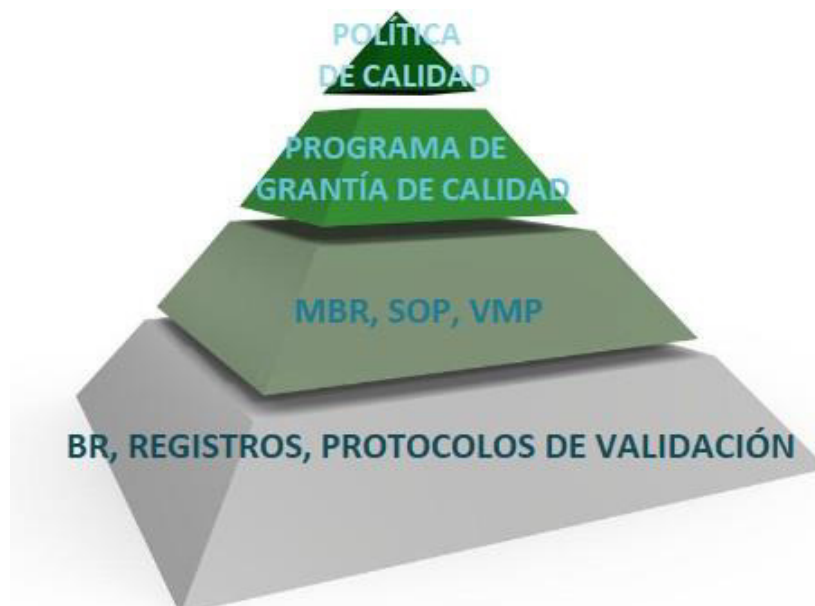 POLÍTICA
DE CALIDAD
PROGRAMA DE
GRANTÍA DE CALIDAD
MBR, SOP, VMP
BR, REGISTROS, PROTOCOLOS DE VALIDACIÓN